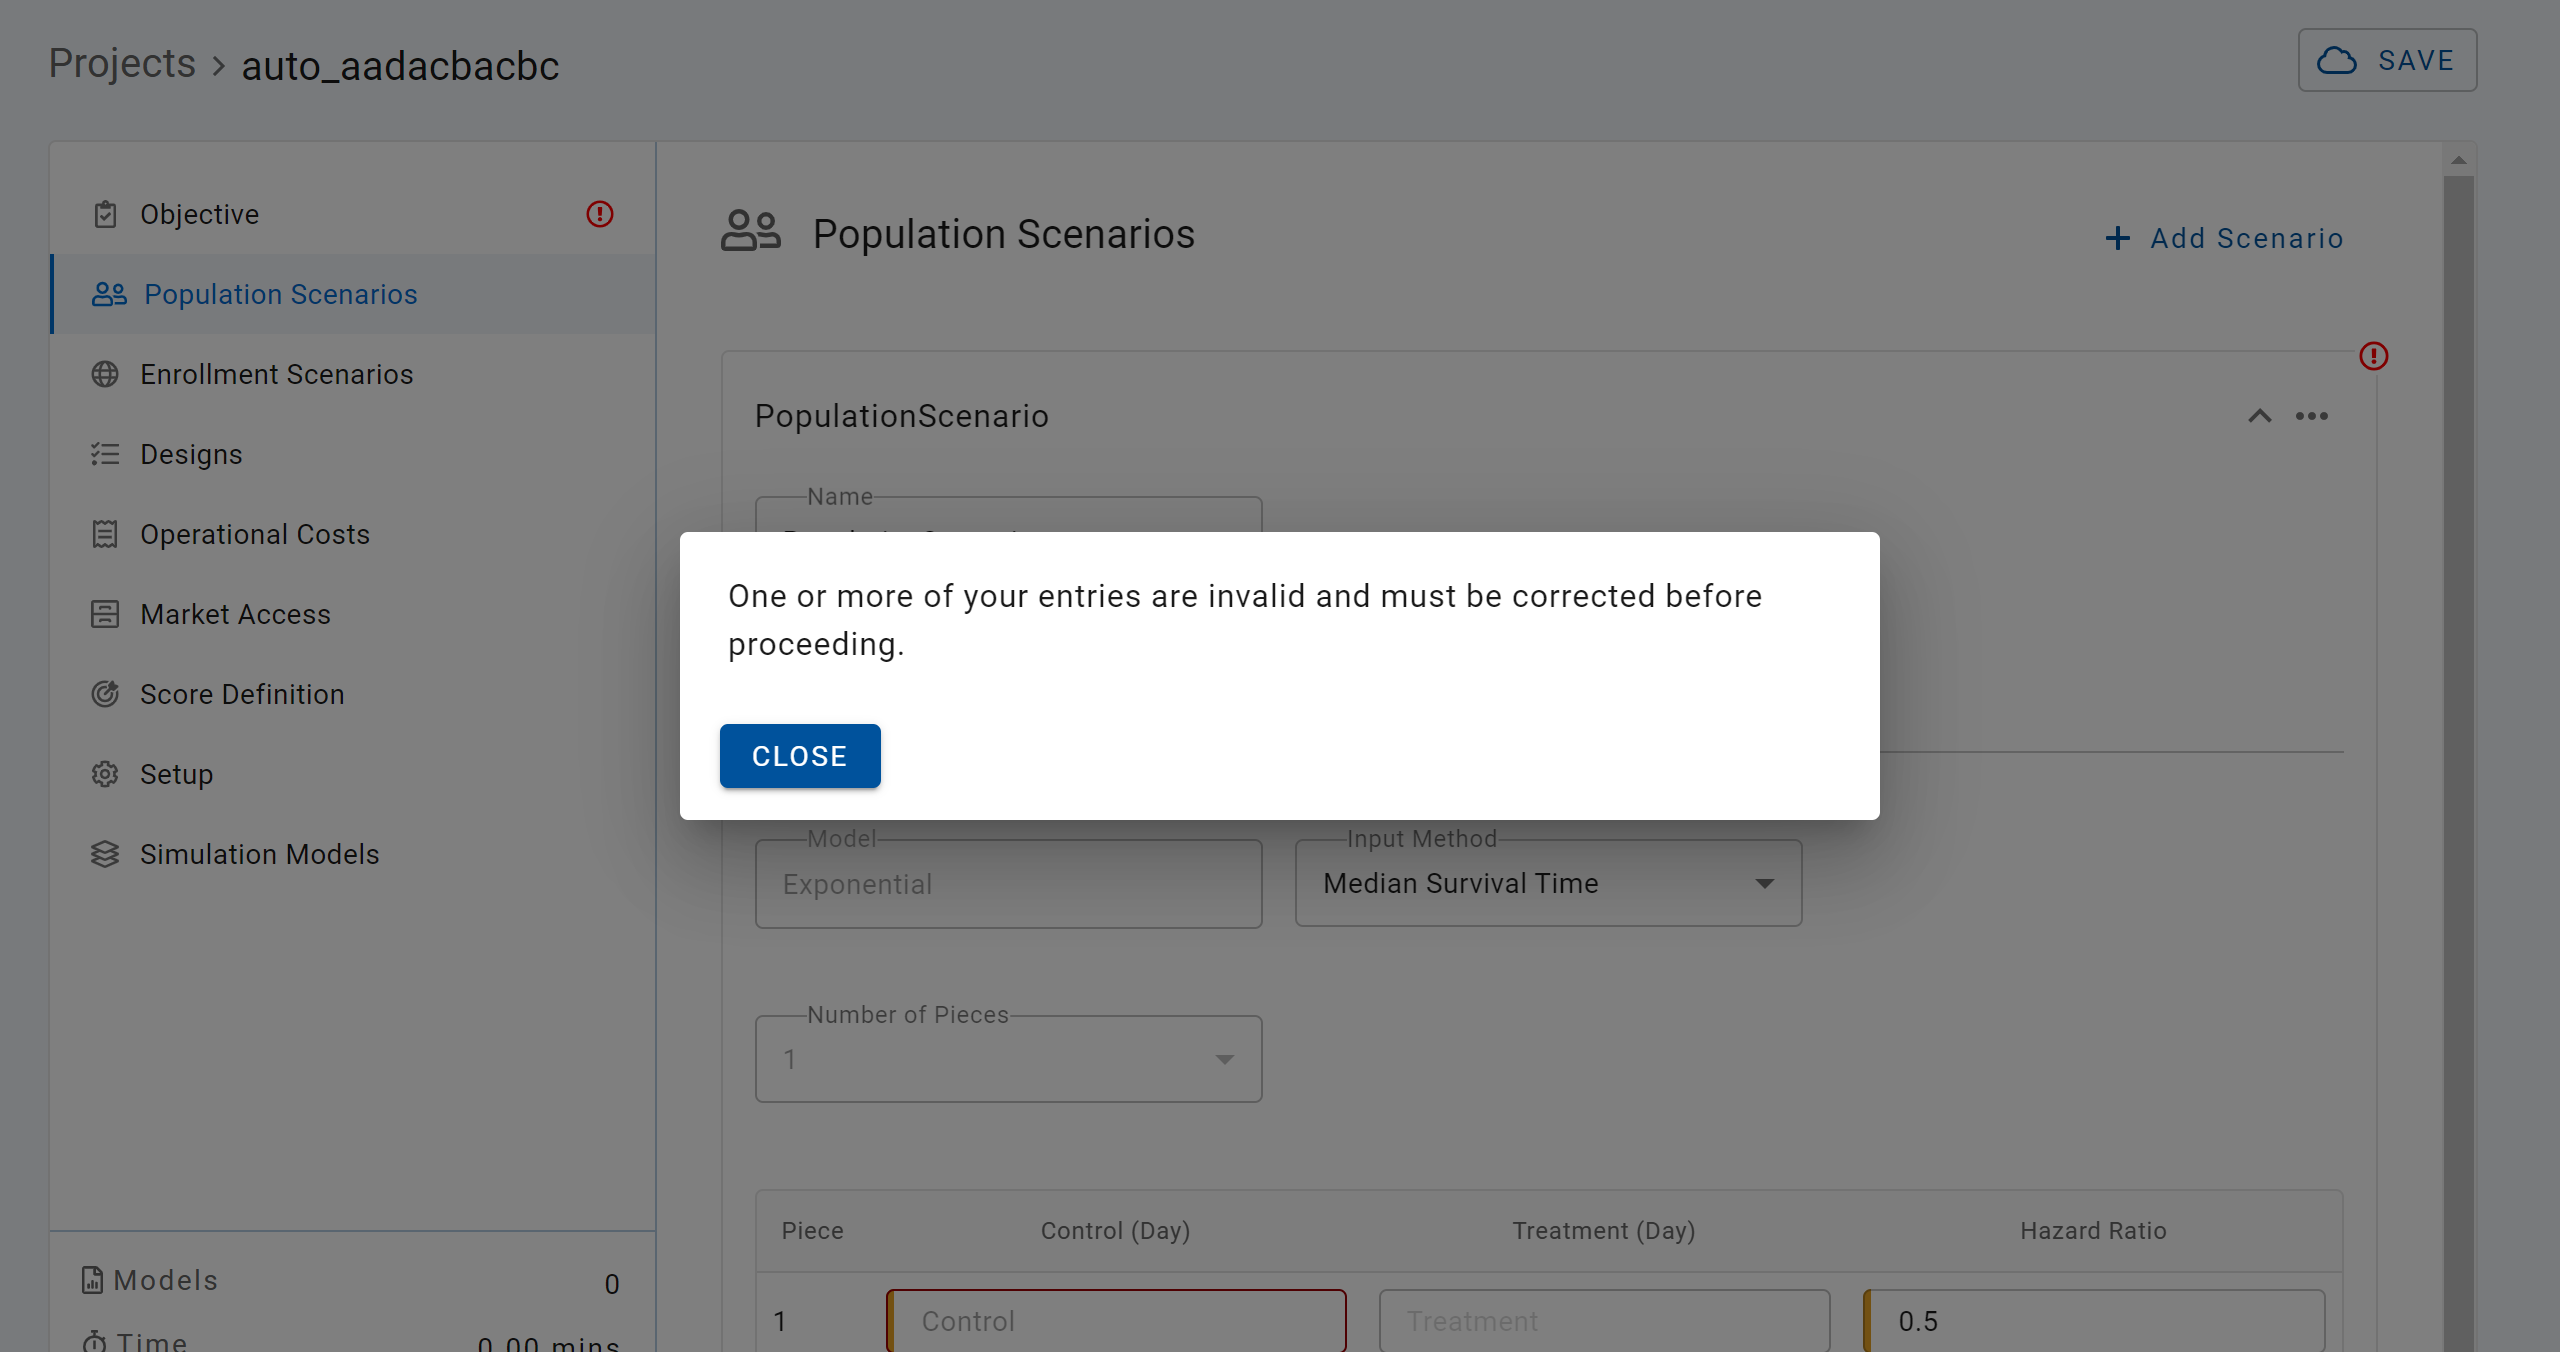 Projects > auto_aadacbacbc
SAVE
Objective
Population Scenarios
Enrollment Scenarios
Designs
Operational Costs
Market Access
Score Definition
Setup
Simulation Models
Models 0
Time 0.00 mins
Population Scenarios
+ Add Scenario
PopulationScenario
Name
One or more of your entries are invalid and must be corrected before
proceeding.
CLOSE
Model
Exponential
Input Method
Median Survival Time
Number of Pieces
1
Piece Control (Day) Treatment (Day) Hazard Ratio
1 Control Treatment 0.5